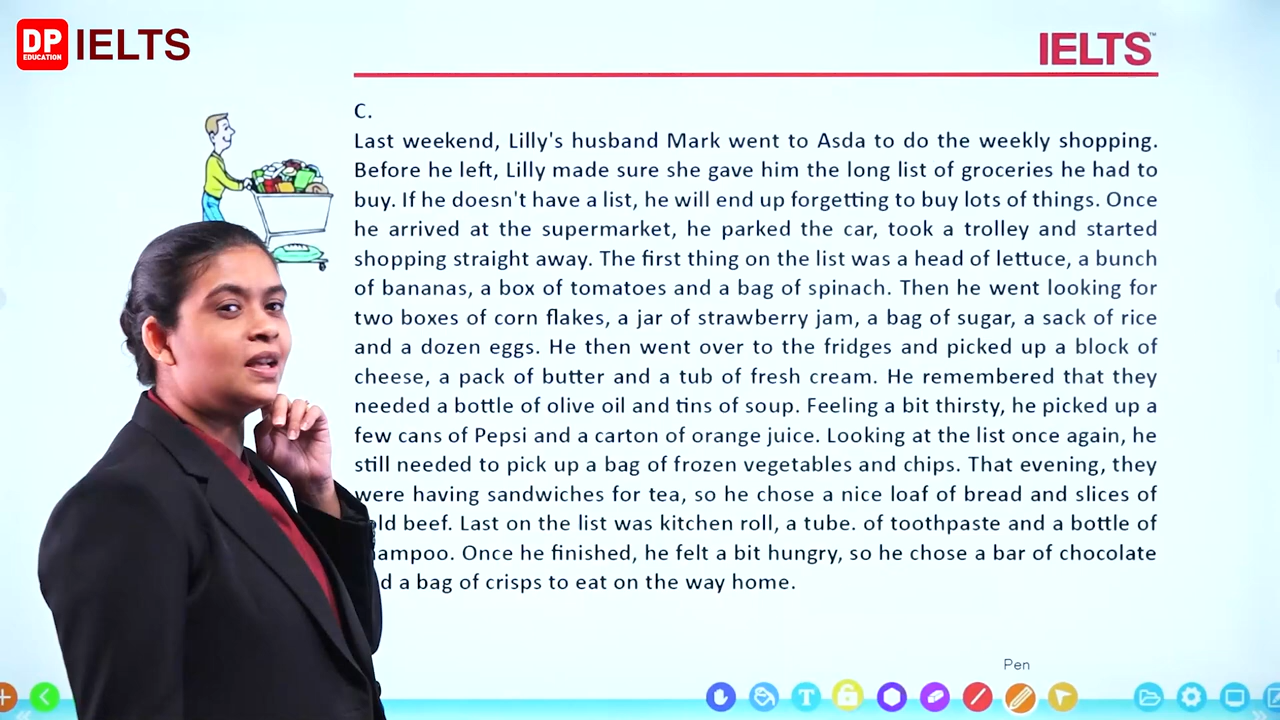 DP
EDUCATION
IELTS
IELTS™
C.
Last weekend, Lilly's husband Mark went to Asda to do the weekly shopping.
Before he left, Lilly made sure she gave him the long list of groceries he had to
buy. If he doesn't have a list, he will end up forgetting to buy lots of things. Once
he arrived at the supermarket, he parked the car, took a trolley and started
shopping straight away. The first thing on the list was a head of lettuce, a bunch
of bananas, a box of tomatoes and a bag of spinach. Then he went looking for
two boxes of corn flakes, a jar of strawberry jam, a bag of sugar, a sack of rice
and a dozen eggs. He then went over to the fridges and picked up a block of
cheese, a pack of butter and a tub of fresh cream. He remembered that they
needed a bottle of olive oil and tins of soup. Feeling a bit thirsty, he picked up a
few cans of Pepsi and a carton of orange juice. Looking at the list once again, he
still needed to pick up a bag of frozen vegetables and chips. That evening, they
were having sandwiches for tea, so he chose a nice loaf of bread and slices of
beef. Last on the list was kitchen roll, a tube. of toothpaste and a bottle of
Once he finished, he felt a bit hungry, so he chose a bar of chocolate
a bag of crisps to eat on the way home.
Pen